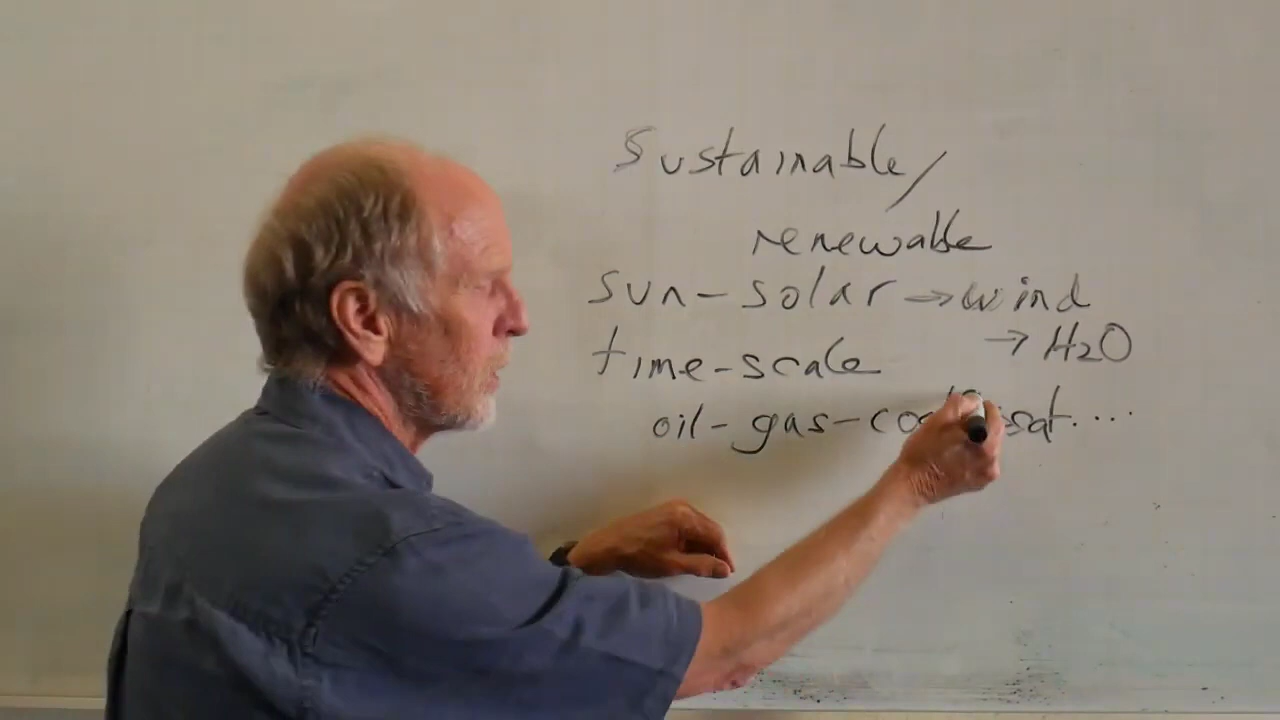 Sustainable/
renewable
sun-solar → wind
→ H2O
time-scale
oil-gas-